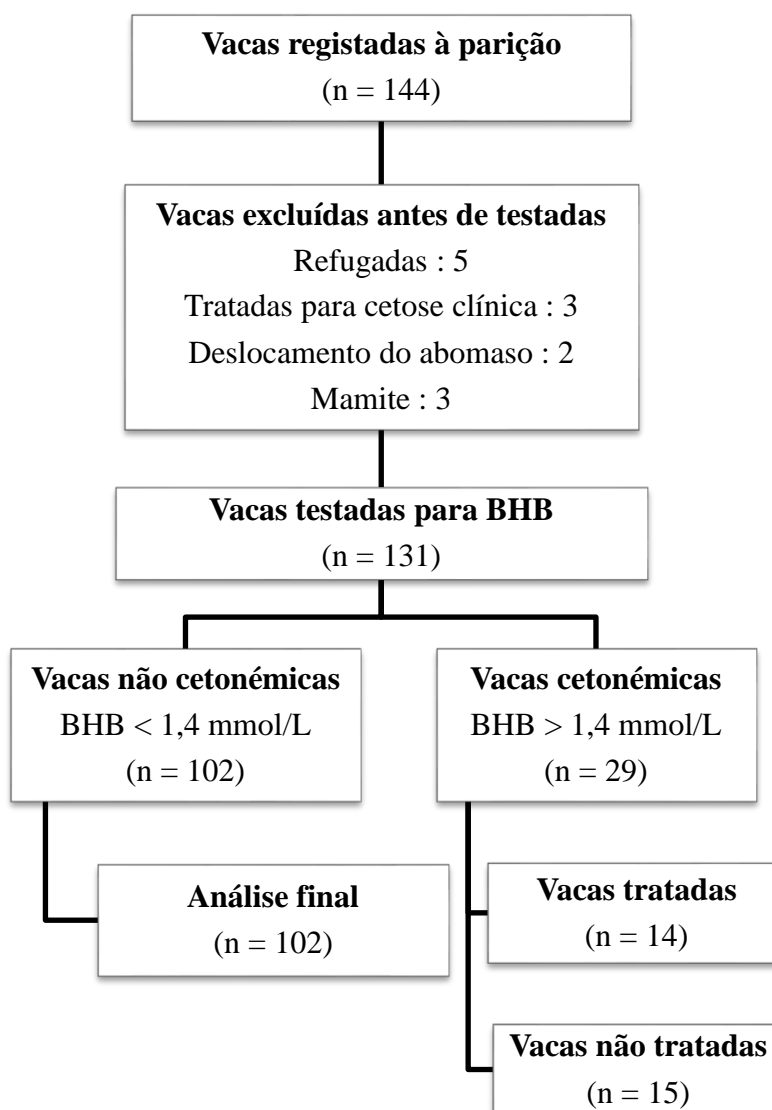 Vacas registadas à parição
(n = 144)
Vacas excluídas antes de testadas
Refugadas : 5
Tratadas para cetose clínica : 3
Deslocamento do abomaso : 2
Mamite : 3
Vacas testadas para BHB
(n = 131)
Vacas não cetonémicas
BHB < 1,4 mmol/L
(n = 102)
Vacas cetonémicas
BHB > 1,4 mmol/L
(n = 29)
Análise final
(n = 102)
Vacas tratadas
(n = 14)
Vacas não tratadas
(n = 15)